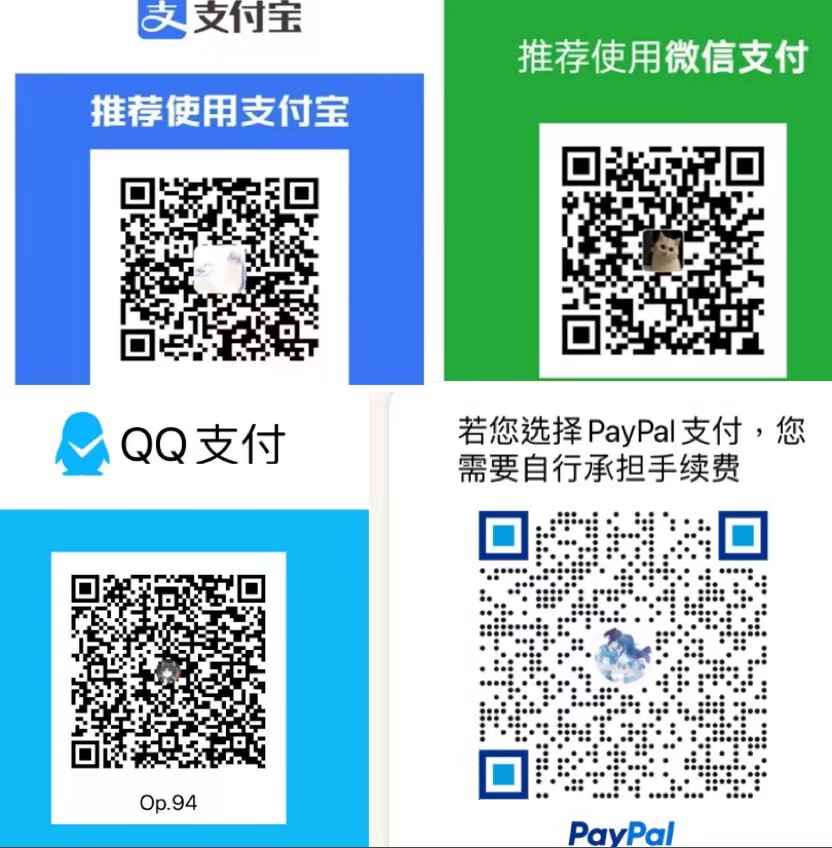 支 支付宝
推荐使用支付宝
推荐使用微信支付
QQ支付
Op.94
若您选择PayPal支付，您
需要自行承担手续费
PayPal